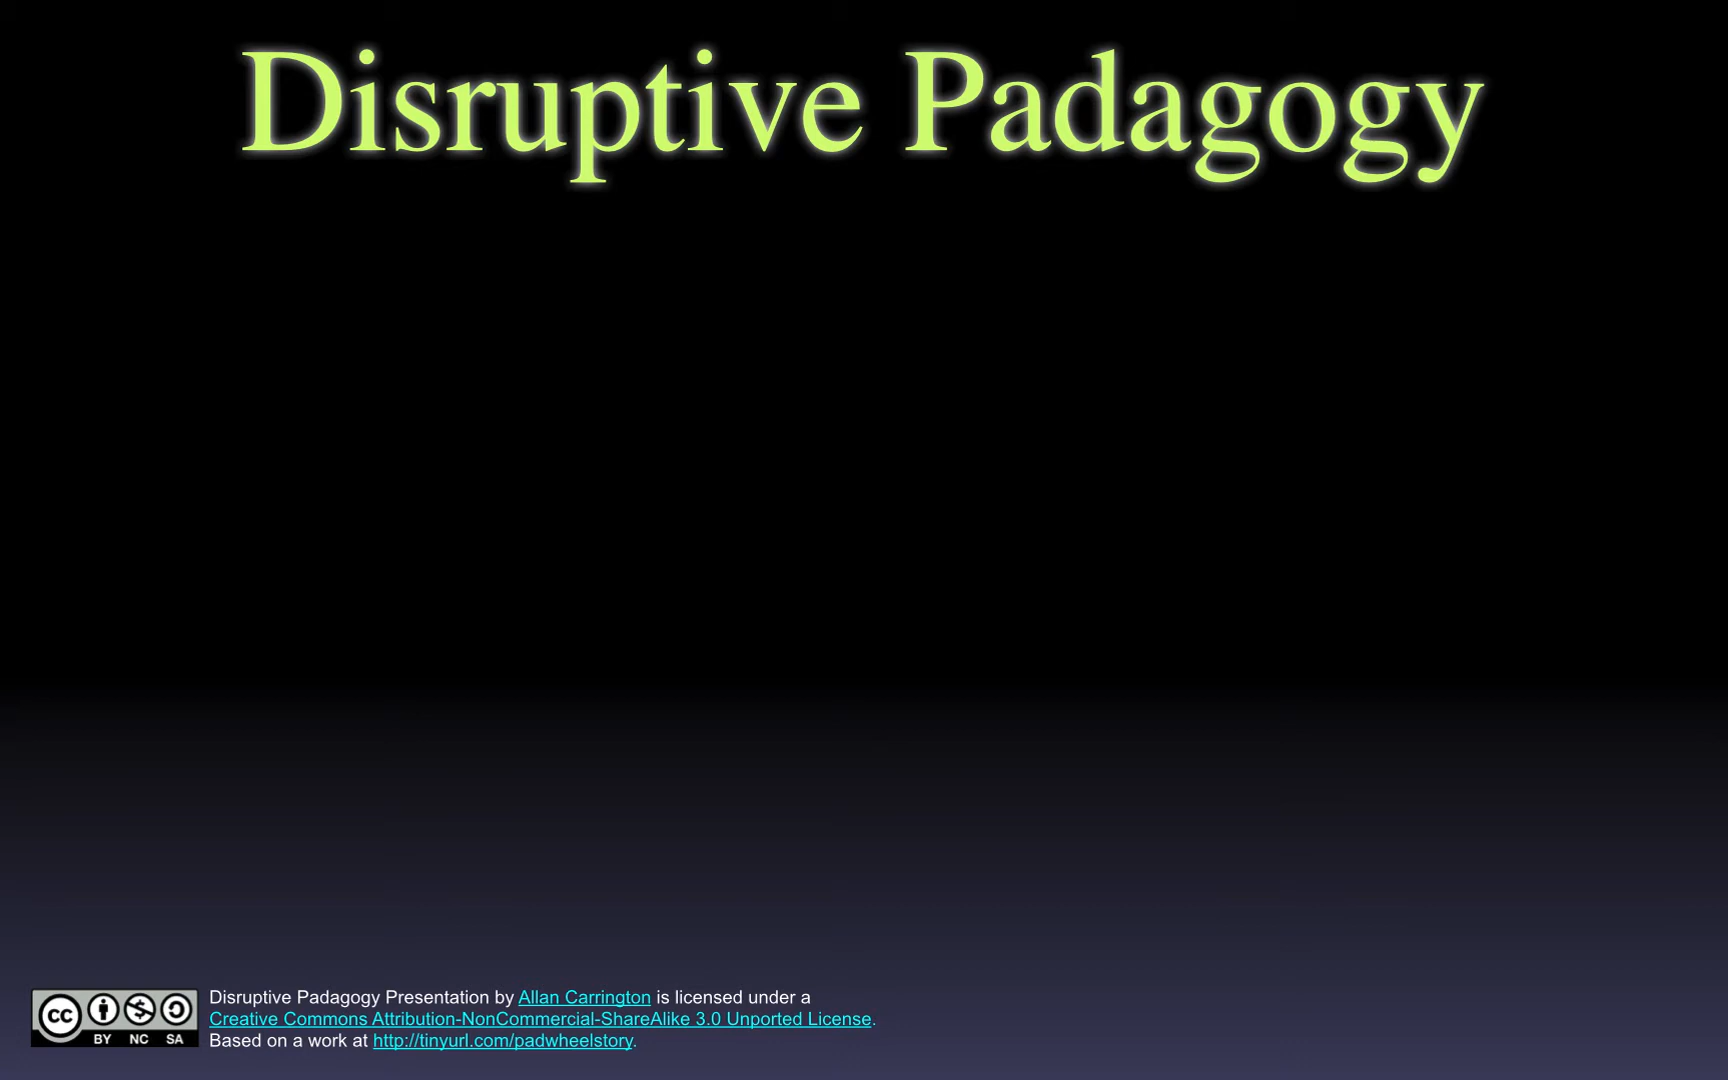 Disruptive Padagogy
Disruptive Padagogy Presentation by Allan Carrington is licensed under a
Creative Commons Attribution-NonCommercial-ShareAlike 3.0 Unported License.
Based on a work at http://tinyurl.com/padwheelstory.
cc
BY NC SA